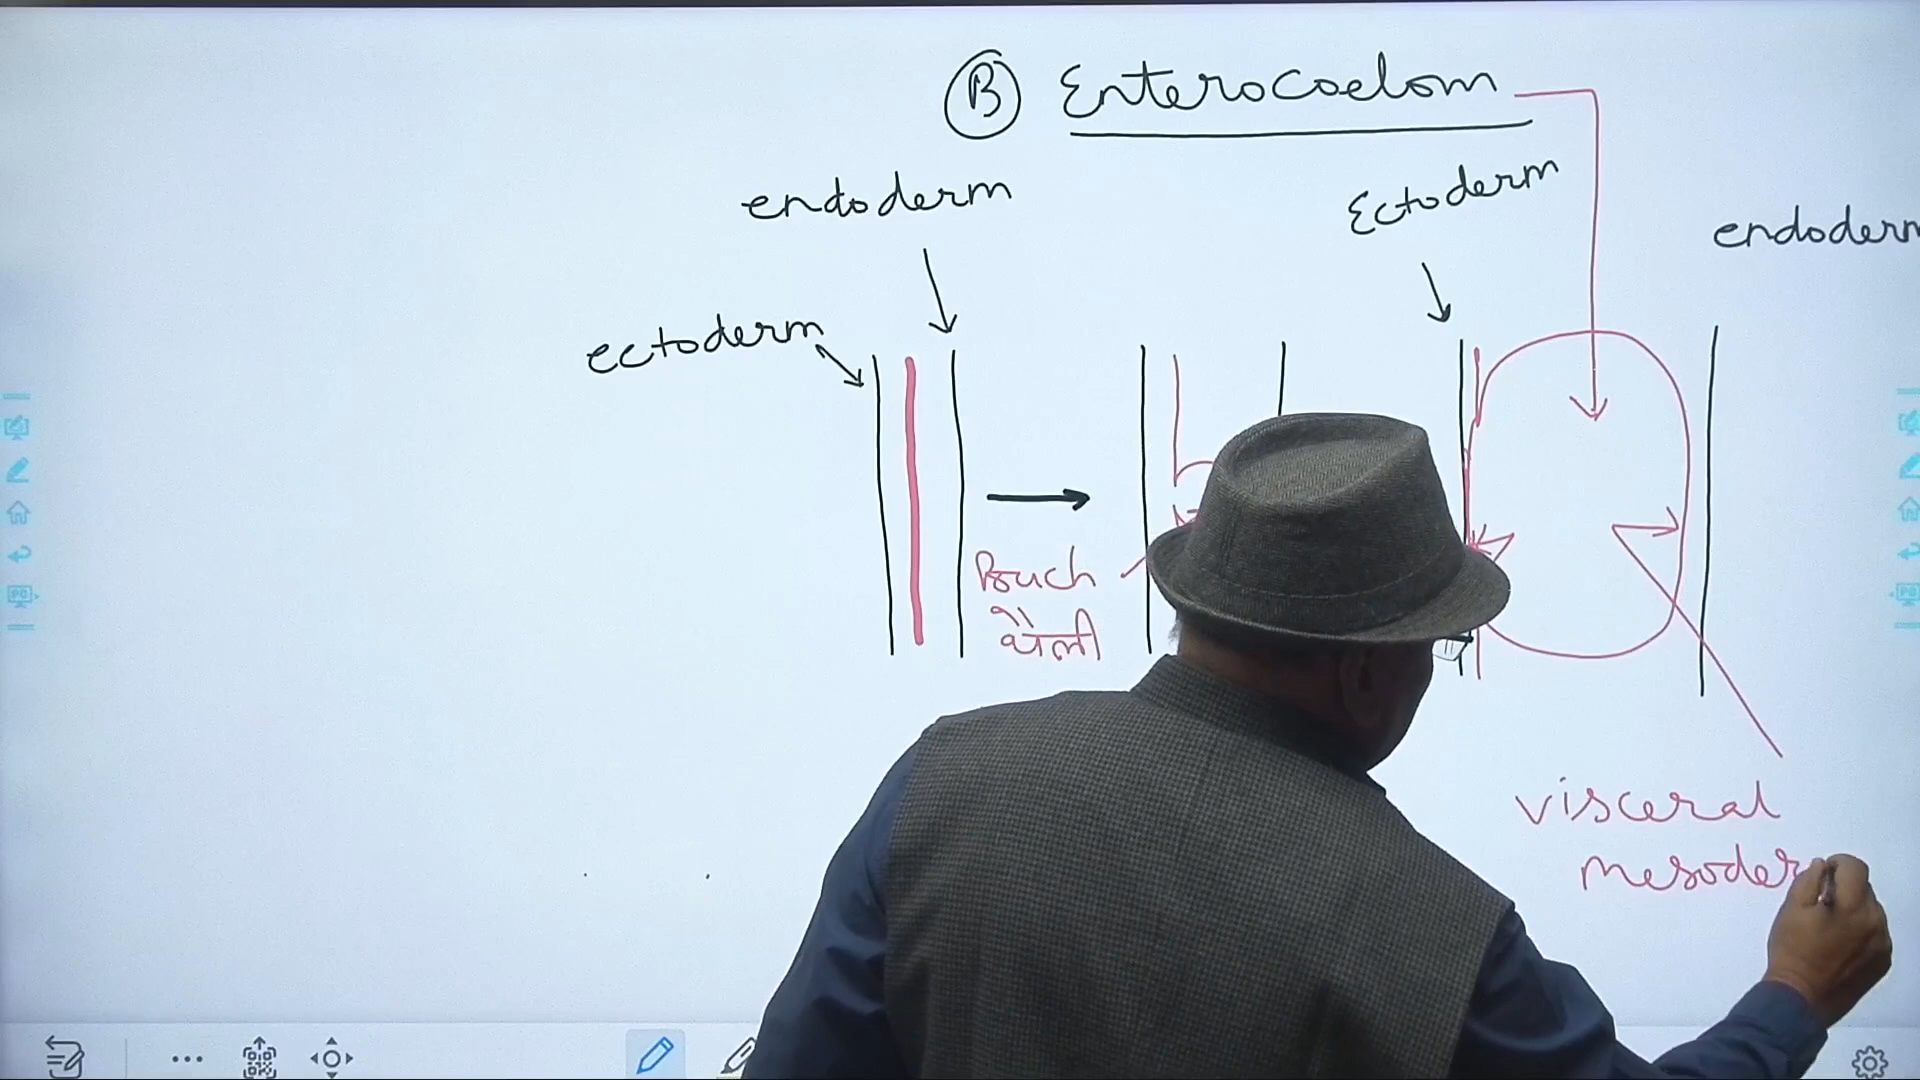 B Enterocoelom
endoderm
Ectoderm
endoderm
ectoderm
Pouch
थैली
visceral
mesoder